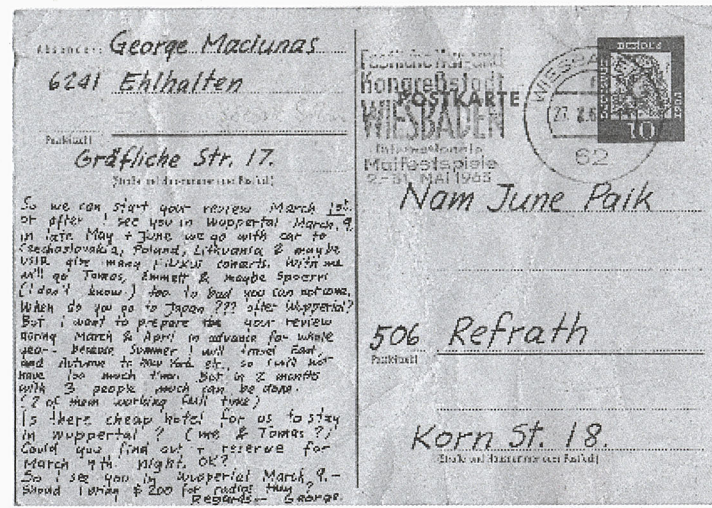 Absender: George Maciunas
6241 Ehlhalten
Postleitzahl
Gräfliche Str. 17.
(Straße und Hausnummer oder Postfach)
So we can start your review March 1st.
or after I see you in Wuppertal March 9
in late May + June we go with car to
Czechoslovakia, Poland, Lithuania & maybe
USSR give many FLUXUS concerts. With me
will go Tomas, Emmett & maybe Spoerri
(I don't know) too to bad you can not come.
When do you go to Japan ??? after Wuppertal?
But i want to prepare the your review
during March & April in advance for whole
year - because Summer I will travel East,
and Autumn to New York etc, so I will not
have too much time. But in 2 months
with 3 people much can be done.
(2 of them working full time)
Is there cheap hotel for us to stay
in Wuppertal ? (me & Tomas ?)
Could you find out + reserve for
March 9th. night, OK?
So i see you in Wuppertal March 9.-
Should I bring $ 200 for radios
Regards - George.
Kongreßstadt
WIESBADEN
Internationale
Maifestspiele
2-31. MAI 1963
POSTKARTE
WIESBA
27. 2.6
62
10
Nam June Paik
506 Refrath
Postleitzahl
Korn St. 18.
(Straße und Hausnummer oder Postfach)